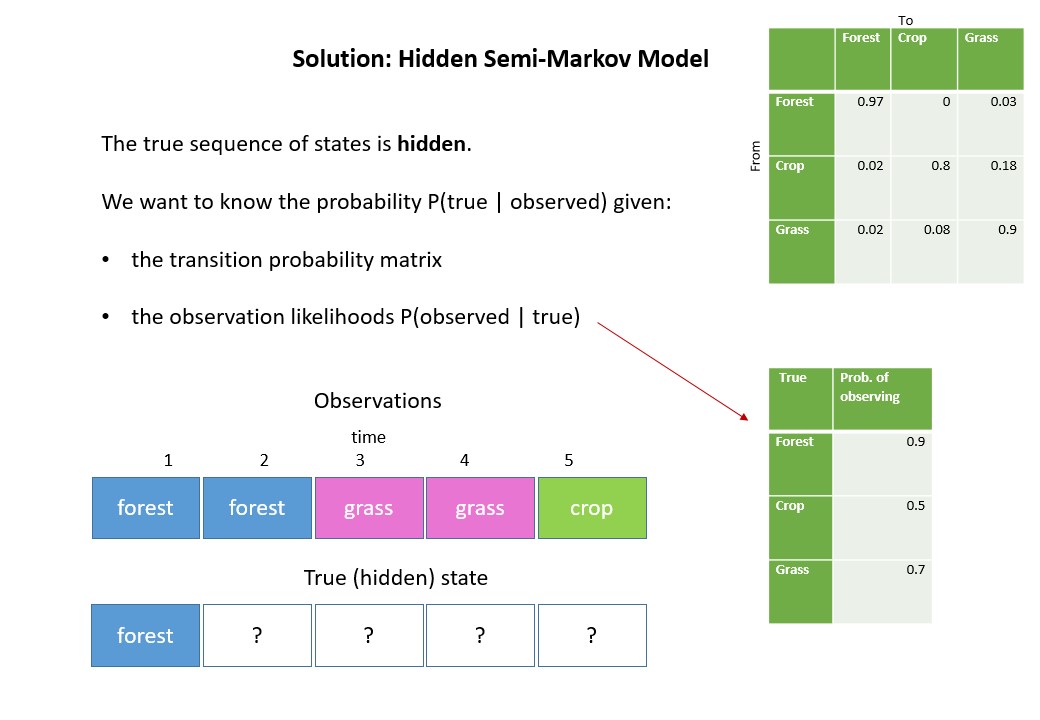 Solution: Hidden Semi-Markov Model
The true sequence of states is hidden.
We want to know the probability P(true | observed) given:
• the transition probability matrix
• the observation likelihoods P(observed | true)
To
Forest Crop Grass
From
Forest 0.97 0 0.03
Crop 0.02 0.8 0.18
Grass 0.02 0.08 0.9
True Prob. of
observing
Forest 0.9
Crop 0.5
Grass 0.7
Observations
time
1 2 3 4 5
forest forest grass grass crop
True (hidden) state
forest ? ? ? ?